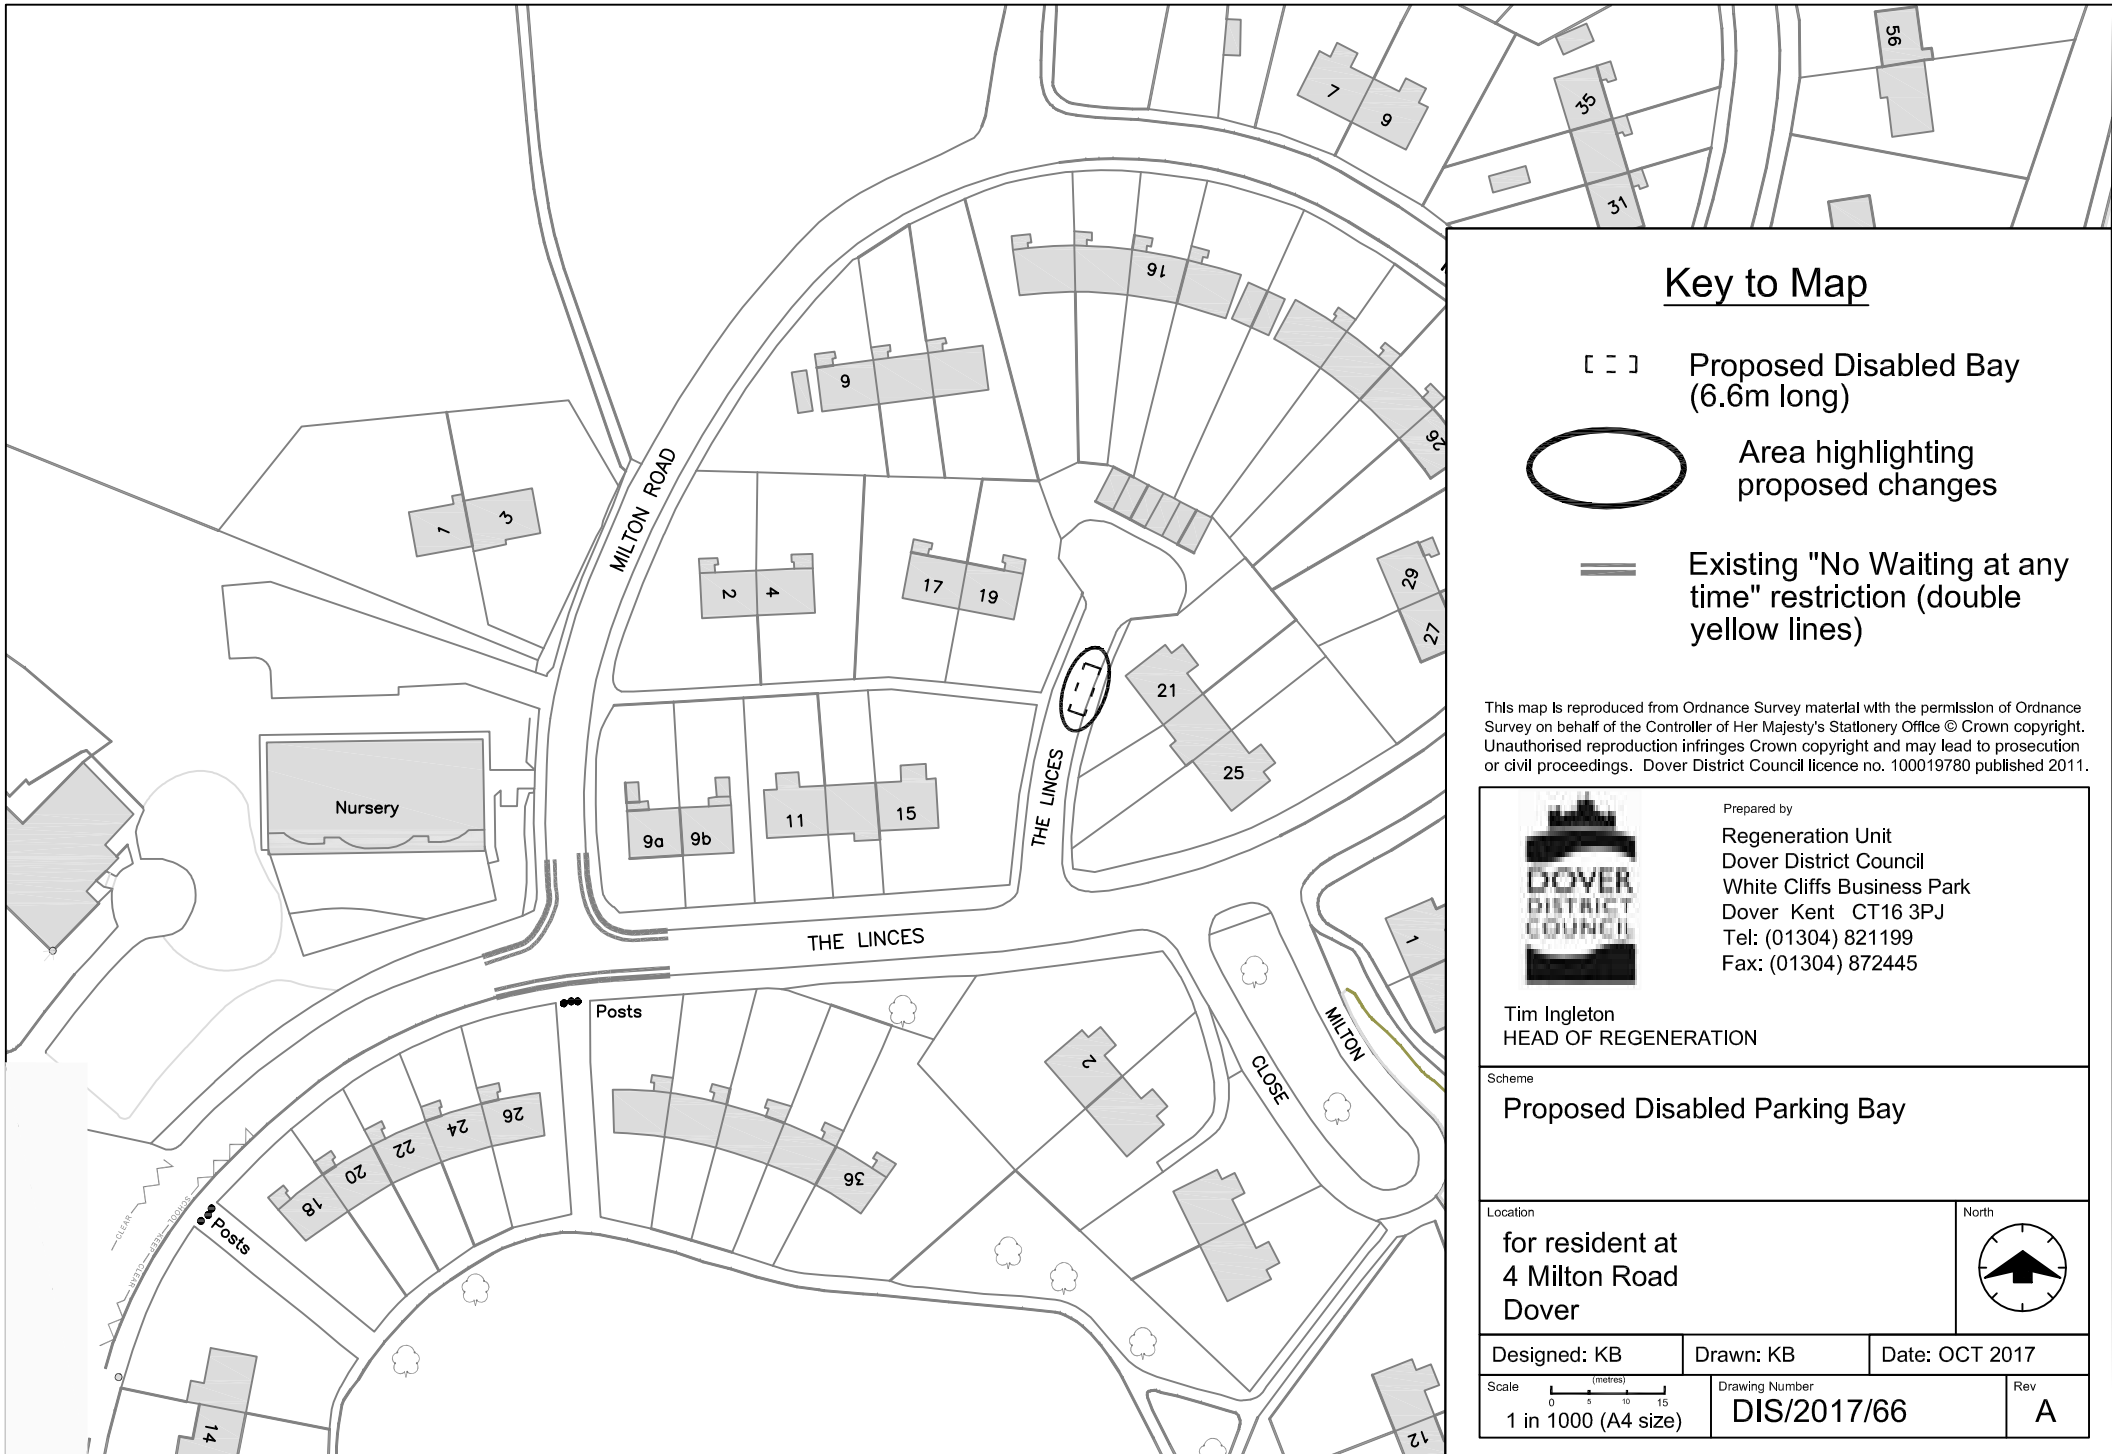 56
7
9
35
31
16
9
26
MILTON ROAD
1
3
2
4
17
19
29
27
21
25
THE LINCES
Nursery
9a
9b
11
15
THE LINCES
1
Posts
MILTON
CLOSE
2
26
24
22
20
18
36
Posts
CLEAR
SCHOOL
KEEP
CLEAR
14
12
Key to Map
Proposed Disabled Bay
(6.6m long)
Area highlighting
proposed changes
Existing "No Waiting at any
time" restriction (double
yellow lines)
This map is reproduced from Ordnance Survey material with the permission of Ordnance
Survey on behalf of the Controller of Her Majesty's Stationery Office © Crown copyright.
Unauthorised reproduction infringes Crown copyright and may lead to prosecution
or civil proceedings. Dover District Council licence no. 100019780 published 2011.
DOVER
DISTRICT
COUNCIL
Prepared by
Regeneration Unit
Dover District Council
White Cliffs Business Park
Dover Kent CT16 3PJ
Tel: (01304) 821199
Fax: (01304) 872445
Tim Ingleton
HEAD OF REGENERATION
Scheme
Proposed Disabled Parking Bay
Location
for resident at
4 Milton Road
Dover
North
Designed: KB
Drawn: KB
Date: OCT 2017
Scale
(metres)
0 5 10 15
1 in 1000 (A4 size)
Drawing Number
DIS/2017/66
Rev
A